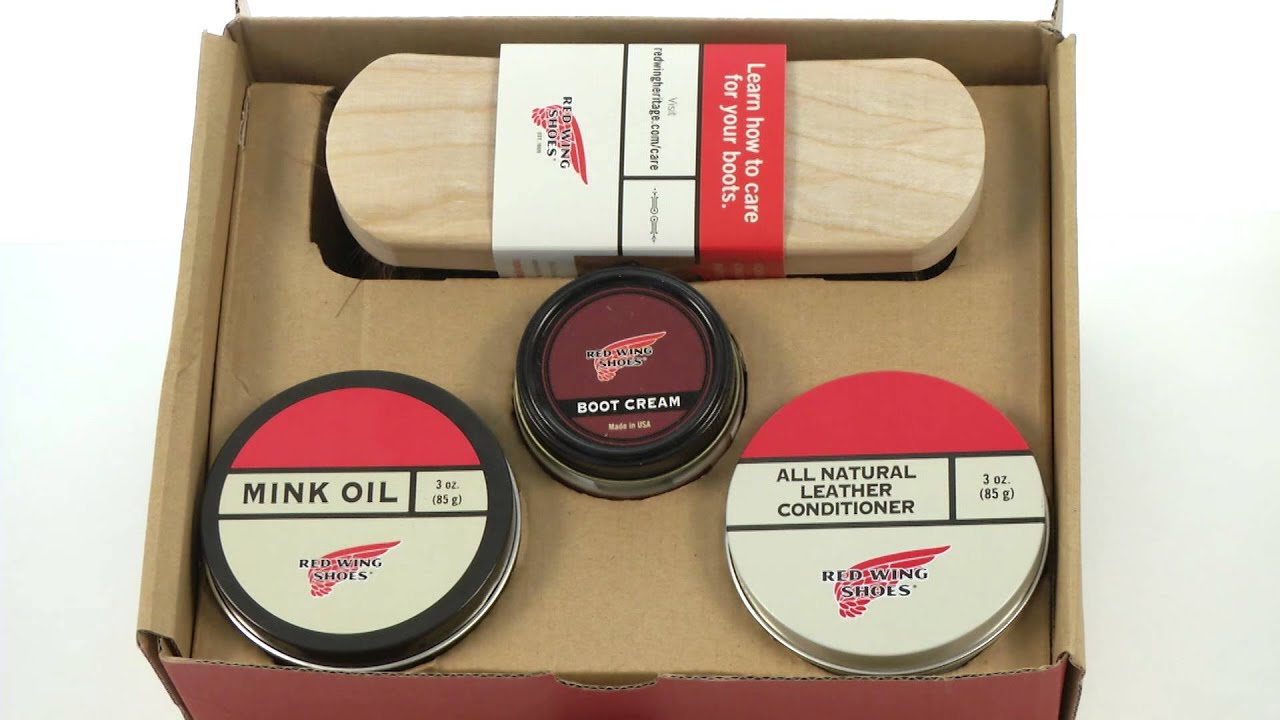 Learn how to care
for your boots.
Visit
redwingheritage.com/care
RED WING
SHOES®
EST. 1905
RED WING
SHOES®
BOOT CREAM
Made in USA
MINK OIL
3 oz.
(85 g)
RED WING
SHOES®
ALL NATURAL
LEATHER
CONDITIONER
3 oz.
(85 g)
RED WING
SHOES®